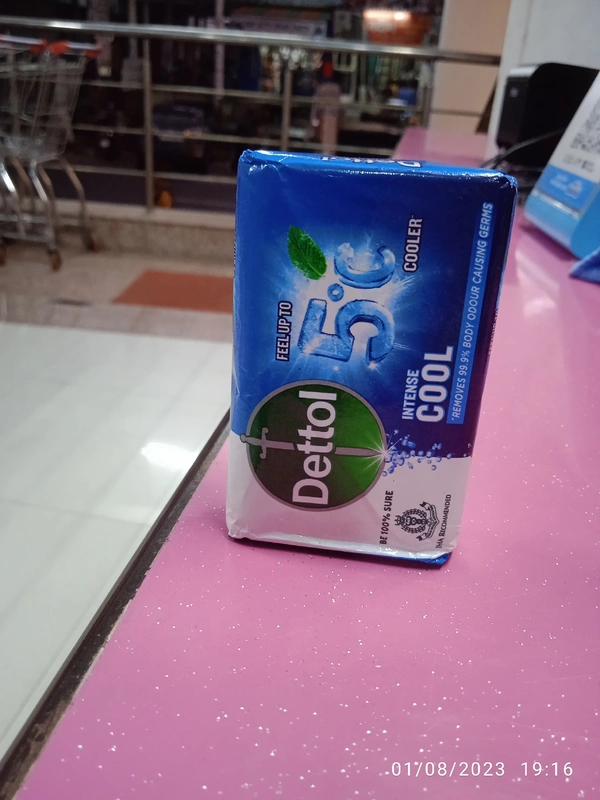 Dettol
FEEL UP TO
5°C
COOLER
INTENSE
COOL
*REMOVES 99.9% BODY ODOUR CAUSING GERMS
Dettol
BE 100% SURE
IMA RECOMMENDED
01/08/2023 19:16